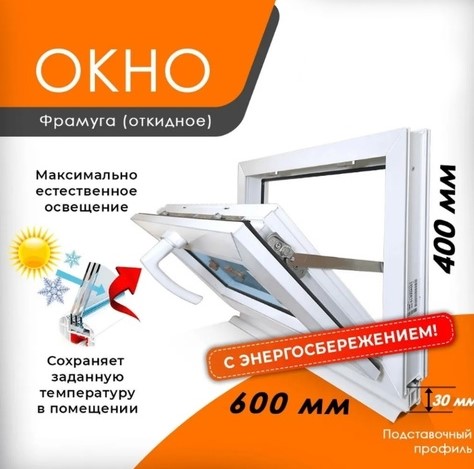 ОКНО
Фрамуга (откидное)
Максимально
естественное
освещение
400 мм
С ЭНЕРГОСБЕРЕЖЕНИЕМ!
Сохраняет
заданную
температуру
в помещении
600 мм
30 мм
Подставочный
профиль